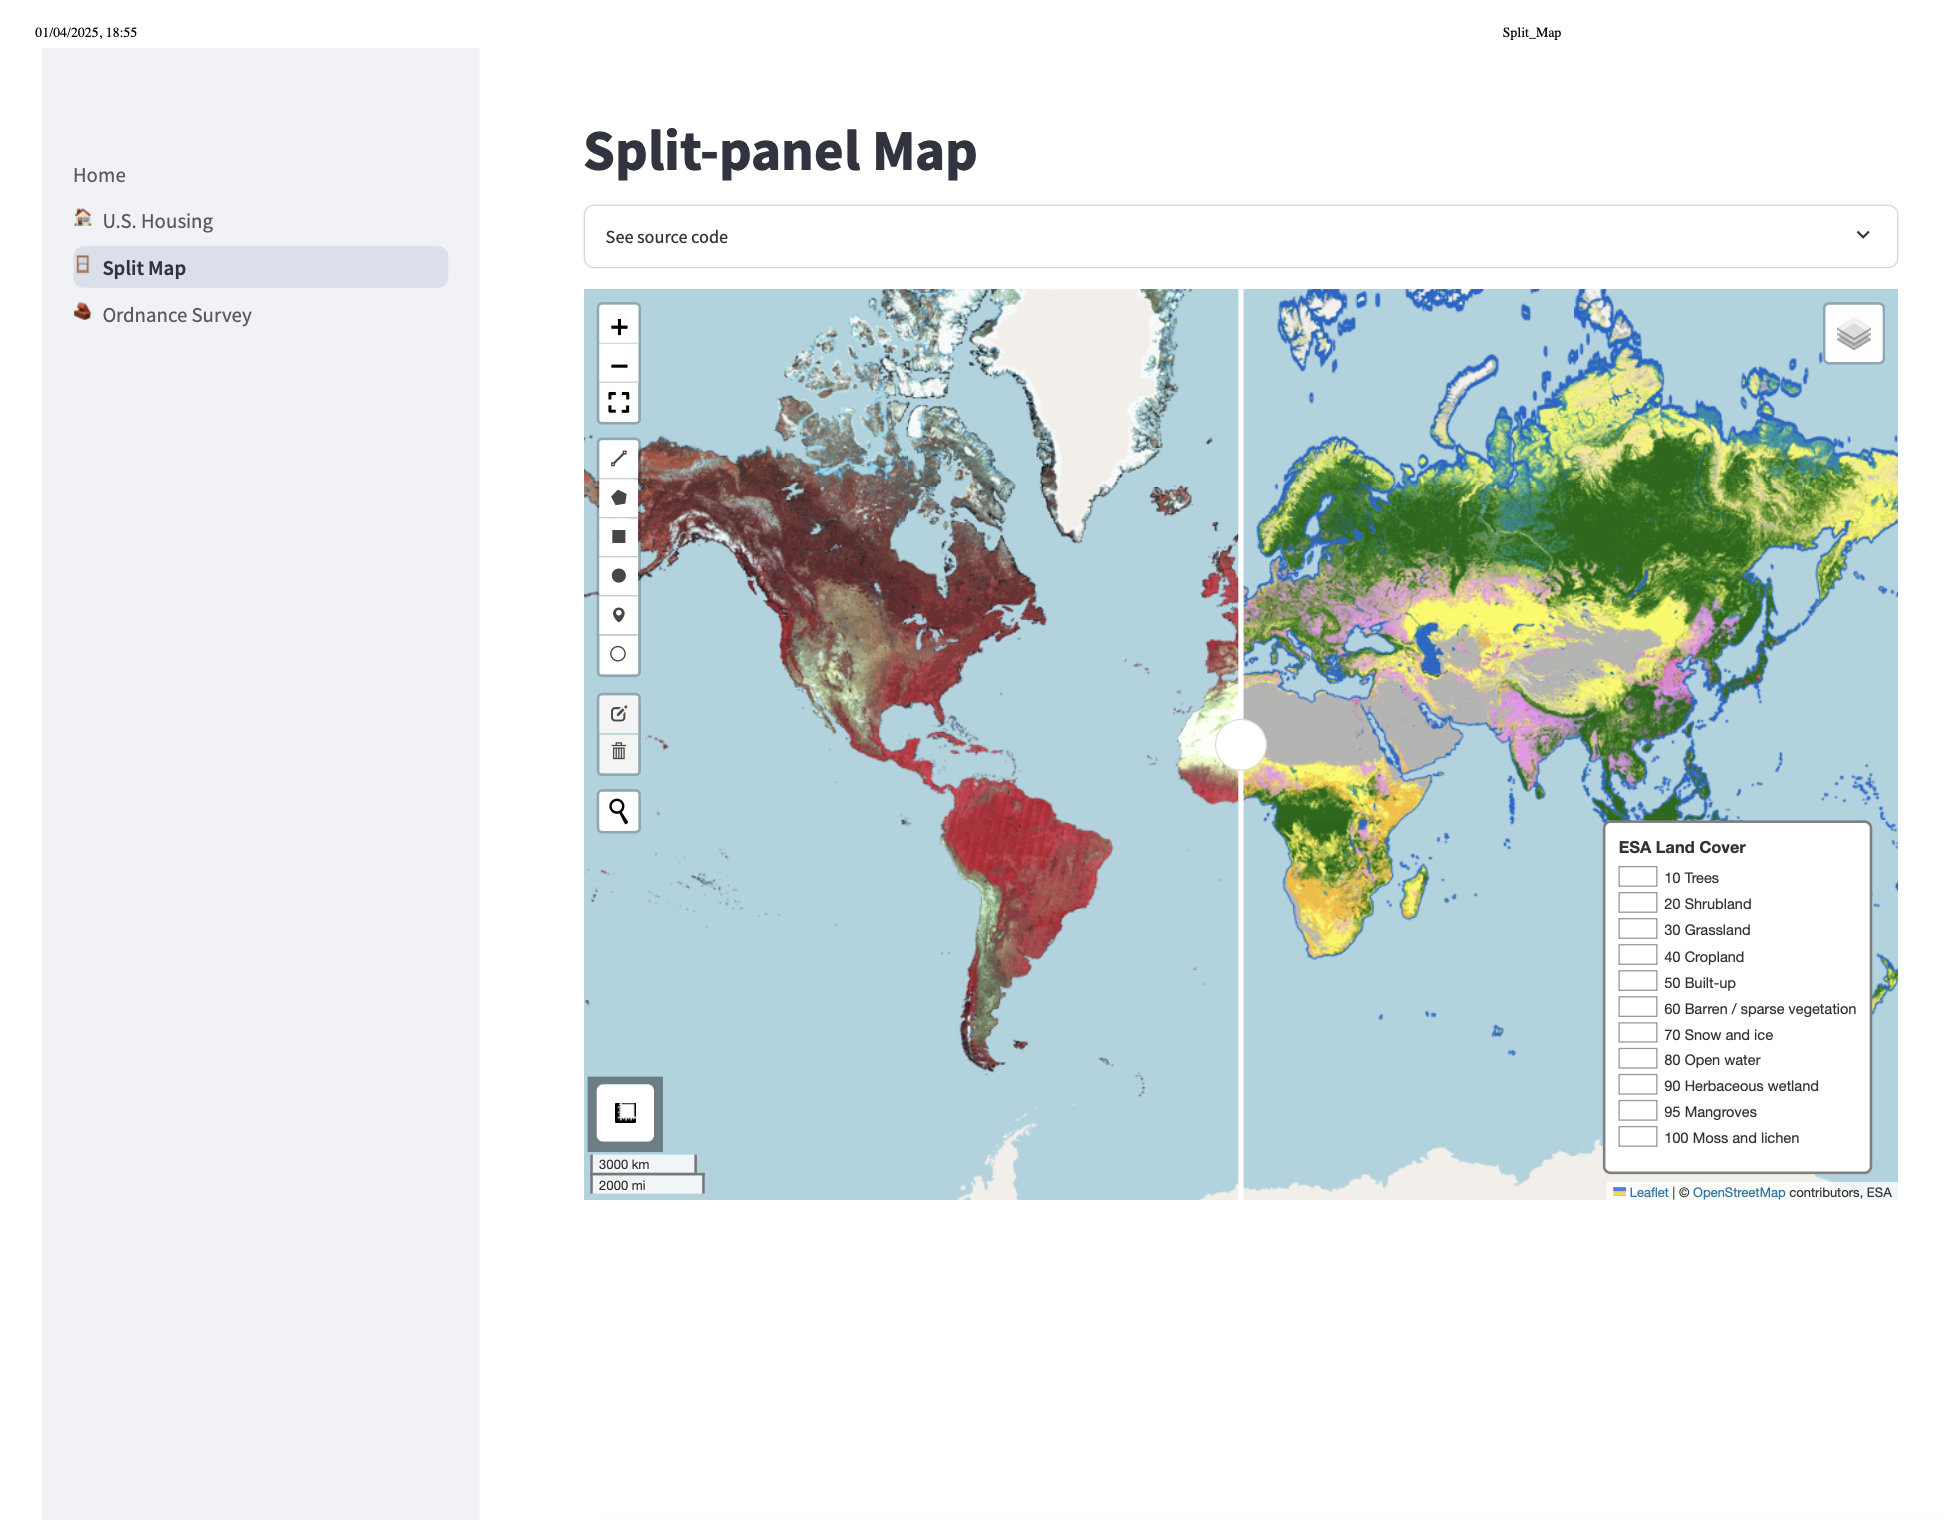 01/04/2025, 18:55
Split_Map
Home
U.S. Housing
Split Map
Ordnance Survey
Split-panel Map
See source code
+
−
ESA Land Cover
10 Trees
20 Shrubland
30 Grassland
40 Cropland
50 Built-up
60 Barren / sparse vegetation
70 Snow and ice
80 Open water
90 Herbaceous wetland
95 Mangroves
100 Moss and lichen
3000 km
2000 mi
Leaflet | © OpenStreetMap contributors, ESA